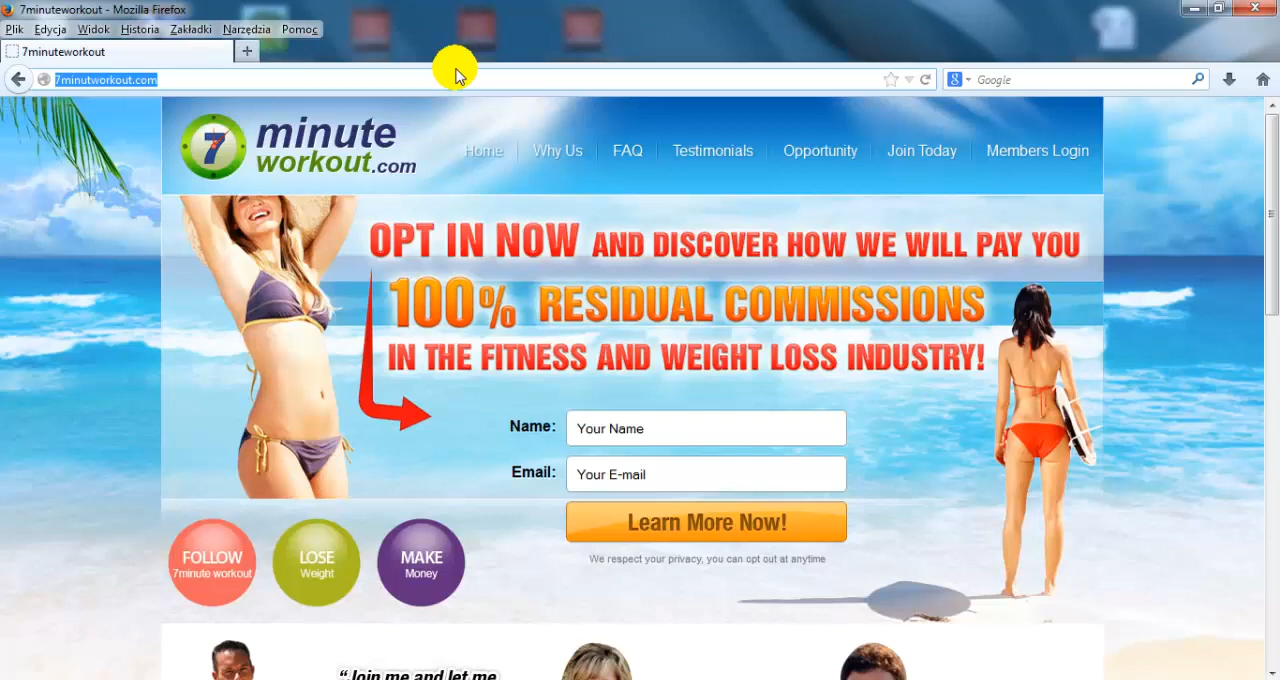 7minuteworkout - Mozilla Firefox
Plik Edycja Widok Historia Zakładki Narzędzia Pomoc
7minuteworkout
7minutworkout.com
Google
7 minute
workout.com
Home Why Us FAQ Testimonials Opportunity Join Today Members Login
OPT IN NOW AND DISCOVER HOW WE WILL PAY YOU
100% RESIDUAL COMMISSIONS
IN THE FITNESS AND WEIGHT LOSS INDUSTRY!
Name: Your Name
Email: Your E-mail
Learn More Now!
We respect your privacy, you can opt out at anytime
FOLLOW
7minute workout
LOSE
Weight
MAKE
Money
“Join me and let me